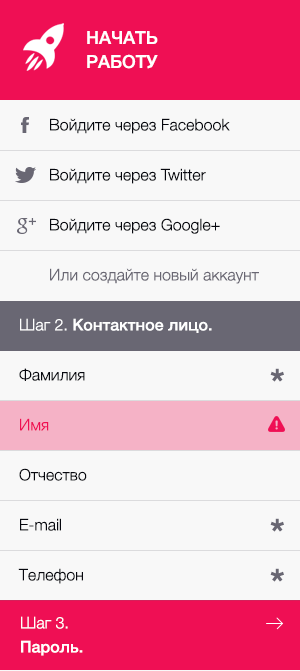 НАЧАТЬ
РАБОТУ
Войдите через Facebook
Войдите через Twitter
Войдите через Google+
Или создайте новый аккаунт
Шаг 2. Контактное лицо.
Фамилия *
Имя
Отчество
E-mail *
Телефон *
Шаг 3.
Пароль.